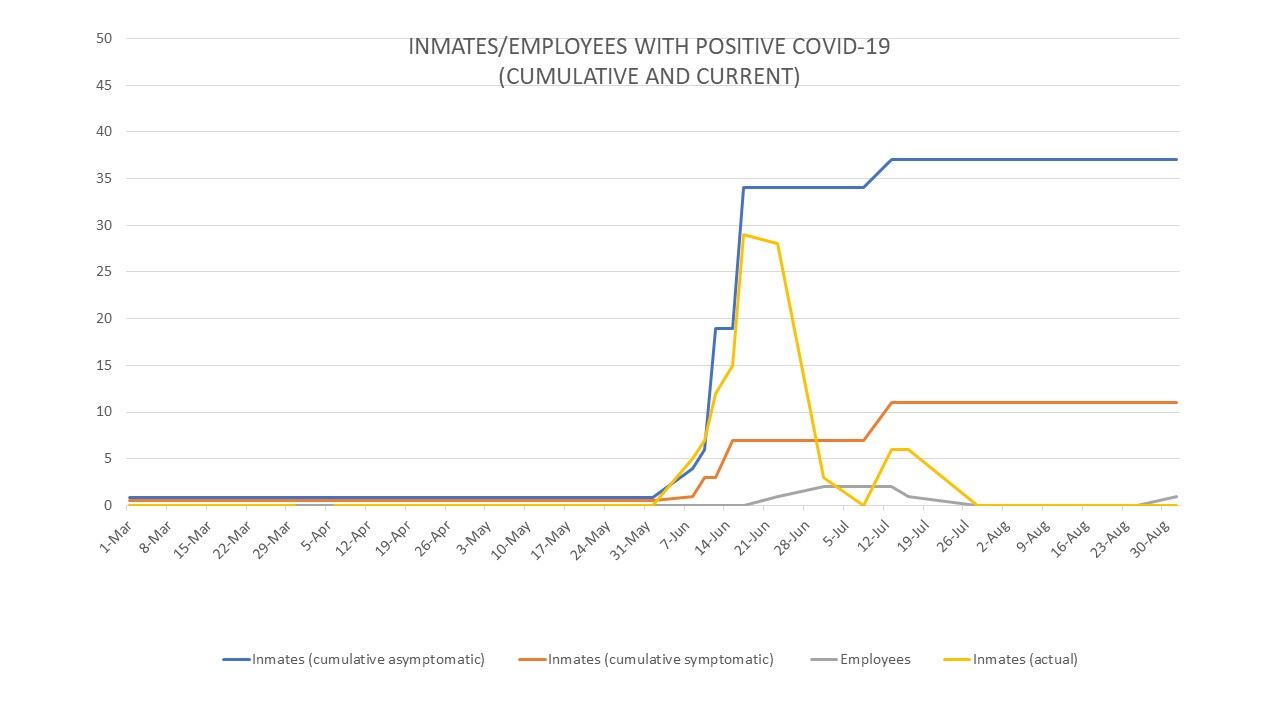 INMATES/EMPLOYEES WITH POSITIVE COVID-19
(CUMULATIVE AND CURRENT)
50
45
40
35
30
25
20
15
10
5
0
1-Mar
8-Mar
15-Mar
22-Mar
29-Mar
5-Apr
12-Apr
19-Apr
26-Apr
3-May
10-May
17-May
24-May
31-May
7-Jun
14-Jun
21-Jun
28-Jun
5-Jul
12-Jul
19-Jul
26-Jul
2-Aug
9-Aug
16-Aug
23-Aug
30-Aug
Inmates (cumulative asymptomatic) Inmates (cumulative symptomatic) Employees Inmates (actual)